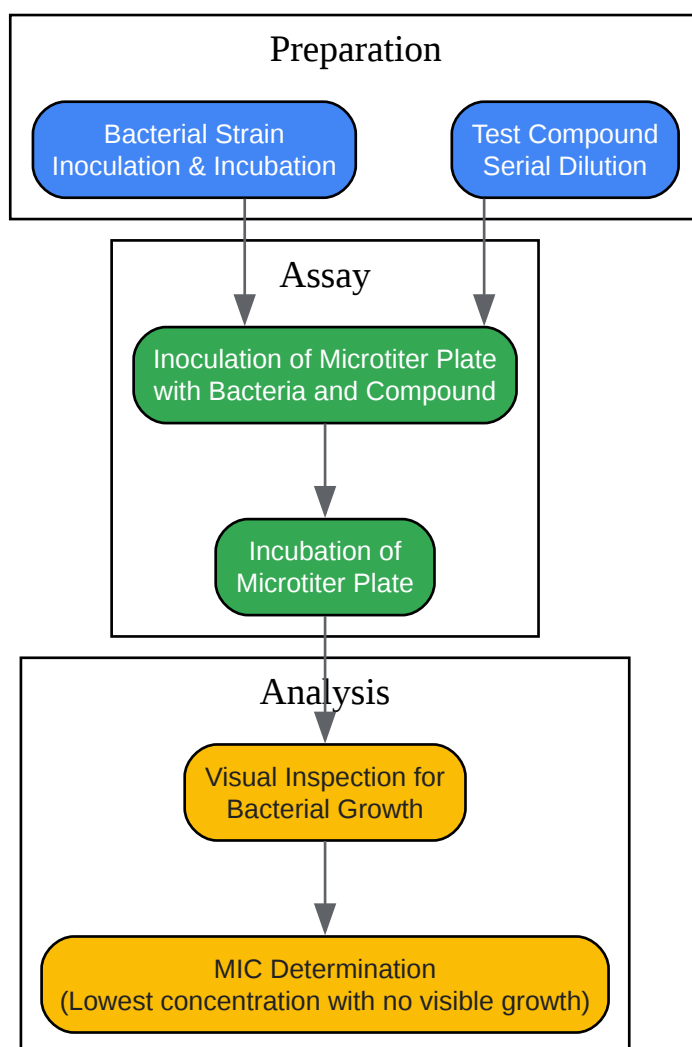 Preparation
Bacterial Strain
Inoculation & Incubation
Test Compound
Serial Dilution
Assay
Inoculation of Microtiter Plate
with Bacteria and Compound
Incubation of
Microtiter Plate
Analysis
Visual Inspection for
Bacterial Growth
MIC Determination
(Lowest concentration with no visible growth)